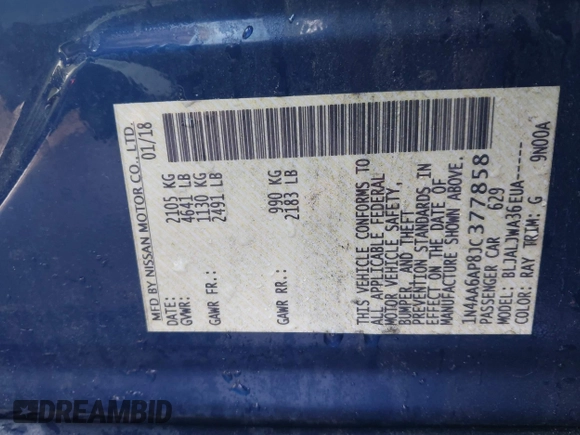 MFD BY NISSAN MOTOR CO., LTD.
DATE: 01/18
GVWR: 2105 KG
4641 LB
GAWR FR.: 1130 KG
2491 LB
GAWR RR.: 990 KG
2183 LB
THIS VEHICLE CONFORMS TO
ALL APPLICABLE FEDERAL
MOTOR VEHICLE SAFETY,
BUMPER, AND THEFT
PREVENTION STANDARDS IN
EFFECT ON THE DATE OF
MANUFACTURE SHOWN ABOVE.
1N4AA6AP8JC377858
PASSENGER CAR 629
MODEL: BLJALJWA36EUA-----
COLOR: RAY TRIM: G 9N00A
DREAMBID